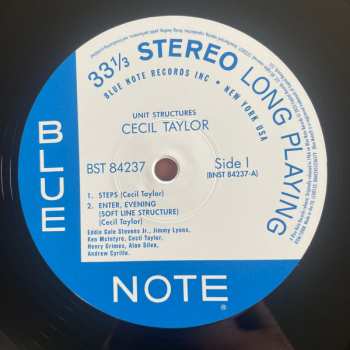 33⅓ STEREO LONG PLAYING
BLUE NOTE RECORDS INC • NEW YORK USA
UNIT STRUCTURES
CECIL TAYLOR
BST 84237
Side 1
(BNST 84237-A)
1. STEPS (Cecil Taylor)
2. ENTER, EVENING
(SOFT LINE STRUCTURE)
(Cecil Taylor)
Eddie Gale Stevens Jr., Jimmy Lyons,
Ken McIntyre, Cecil Taylor,
Henry Grimes, Alan Silva,
Andrew Cyrille.
BLUE
NOTE®